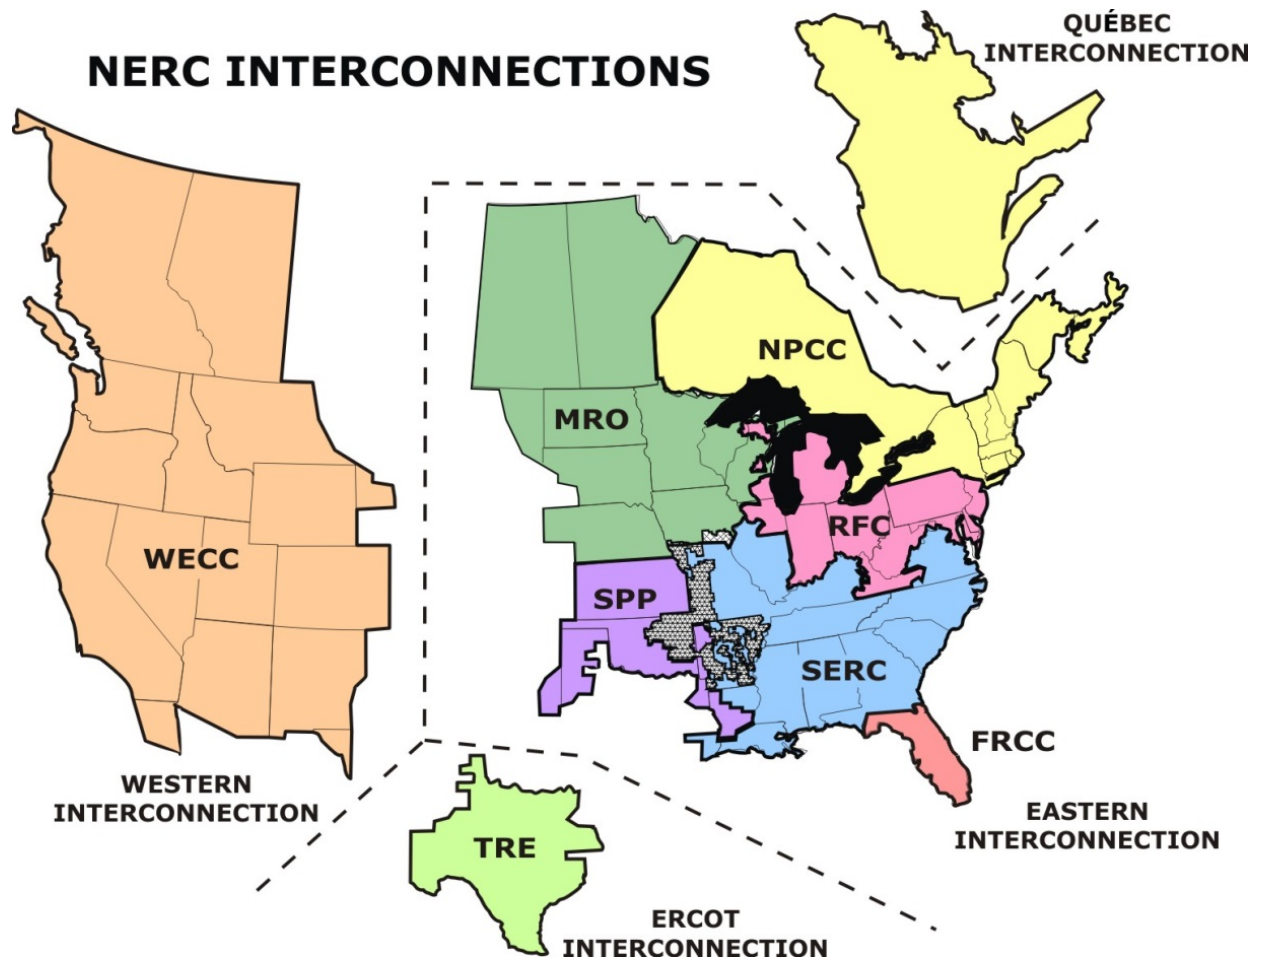 QUÉBEC
INTERCONNECTION
NERC INTERCONNECTIONS
NPCC
MRO
RFC
WECC
SPP
SERC
FRCC
WESTERN
INTERCONNECTION
EASTERN
INTERCONNECTION
TRE
ERCOT
INTERCONNECTION